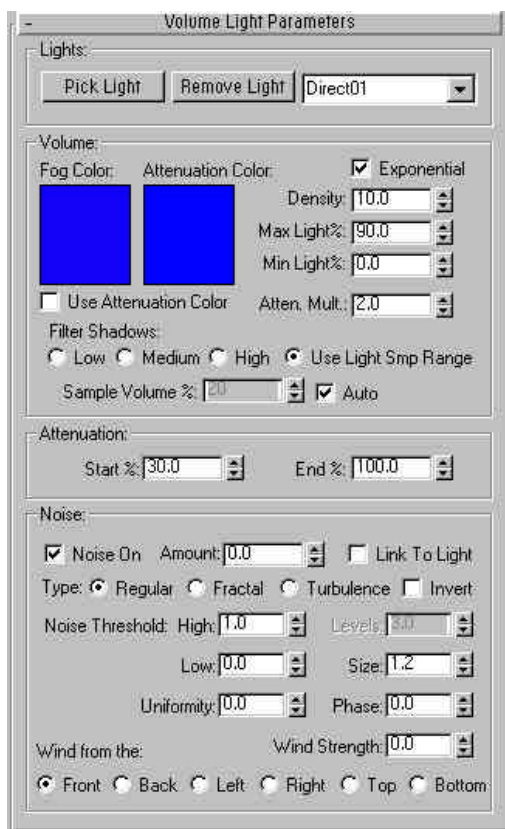 - Volume Light Parameters
Lights:
Pick Light Remove Light Direct01
Volume:
Fog Color: Attenuation Color: Exponential
Density: 10.0
Max Light%: 90.0
Min Light%: 0.0
Use Attenuation Color Atten. Mult.: 2.0
Filter Shadows:
Low Medium High Use Light Smp Range
Sample Volume %: 20 Auto
Attenuation:
Start %: 30.0 End %: 100.0
Noise:
Noise On Amount: 0.0 Link To Light
Type: Regular Fractal Turbulence Invert
Noise Threshold: High: 1.0 Levels: 3.0
Low: 0.0 Size: 1.2
Uniformity: 0.0 Phase: 0.0
Wind from the: Wind Strength: 0.0
Front Back Left Right Top Bottom